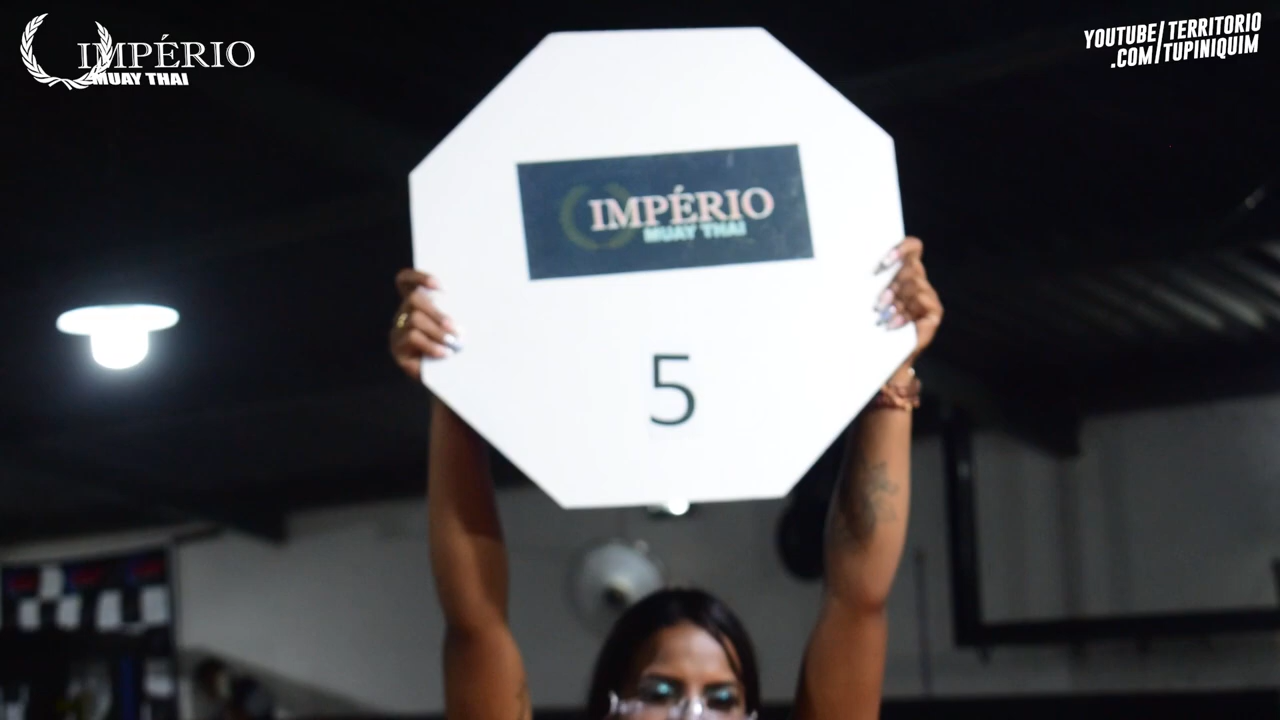 IMPÉRIO
MUAY THAI
YOUTUBE/TERRITORIO
.COM/TUPINIQUIM
IMPÉRIO
MUAY THAI
5